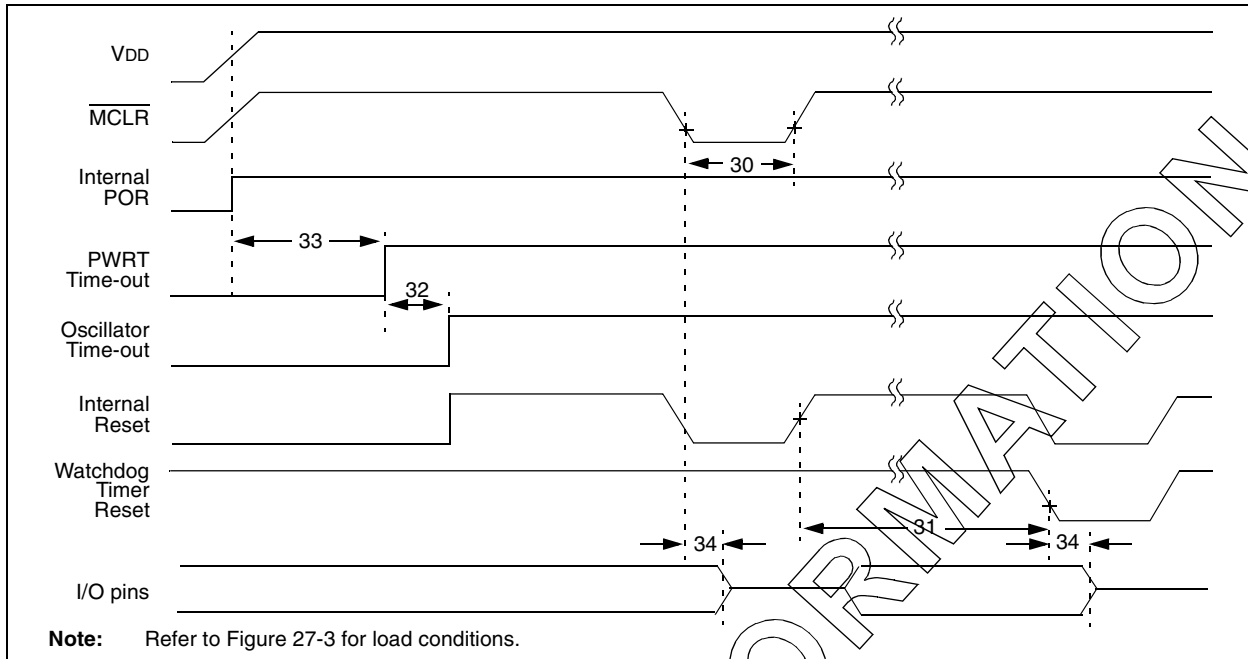 VDD
MCLR
Internal
POR
30
33
PWRT
Time-out
32
Oscillator
Time-out
Internal
Reset
Watchdog
Timer
Reset
31
34
34
I/O pins
Note: Refer to Figure 27-3 for load conditions.
ORMATION